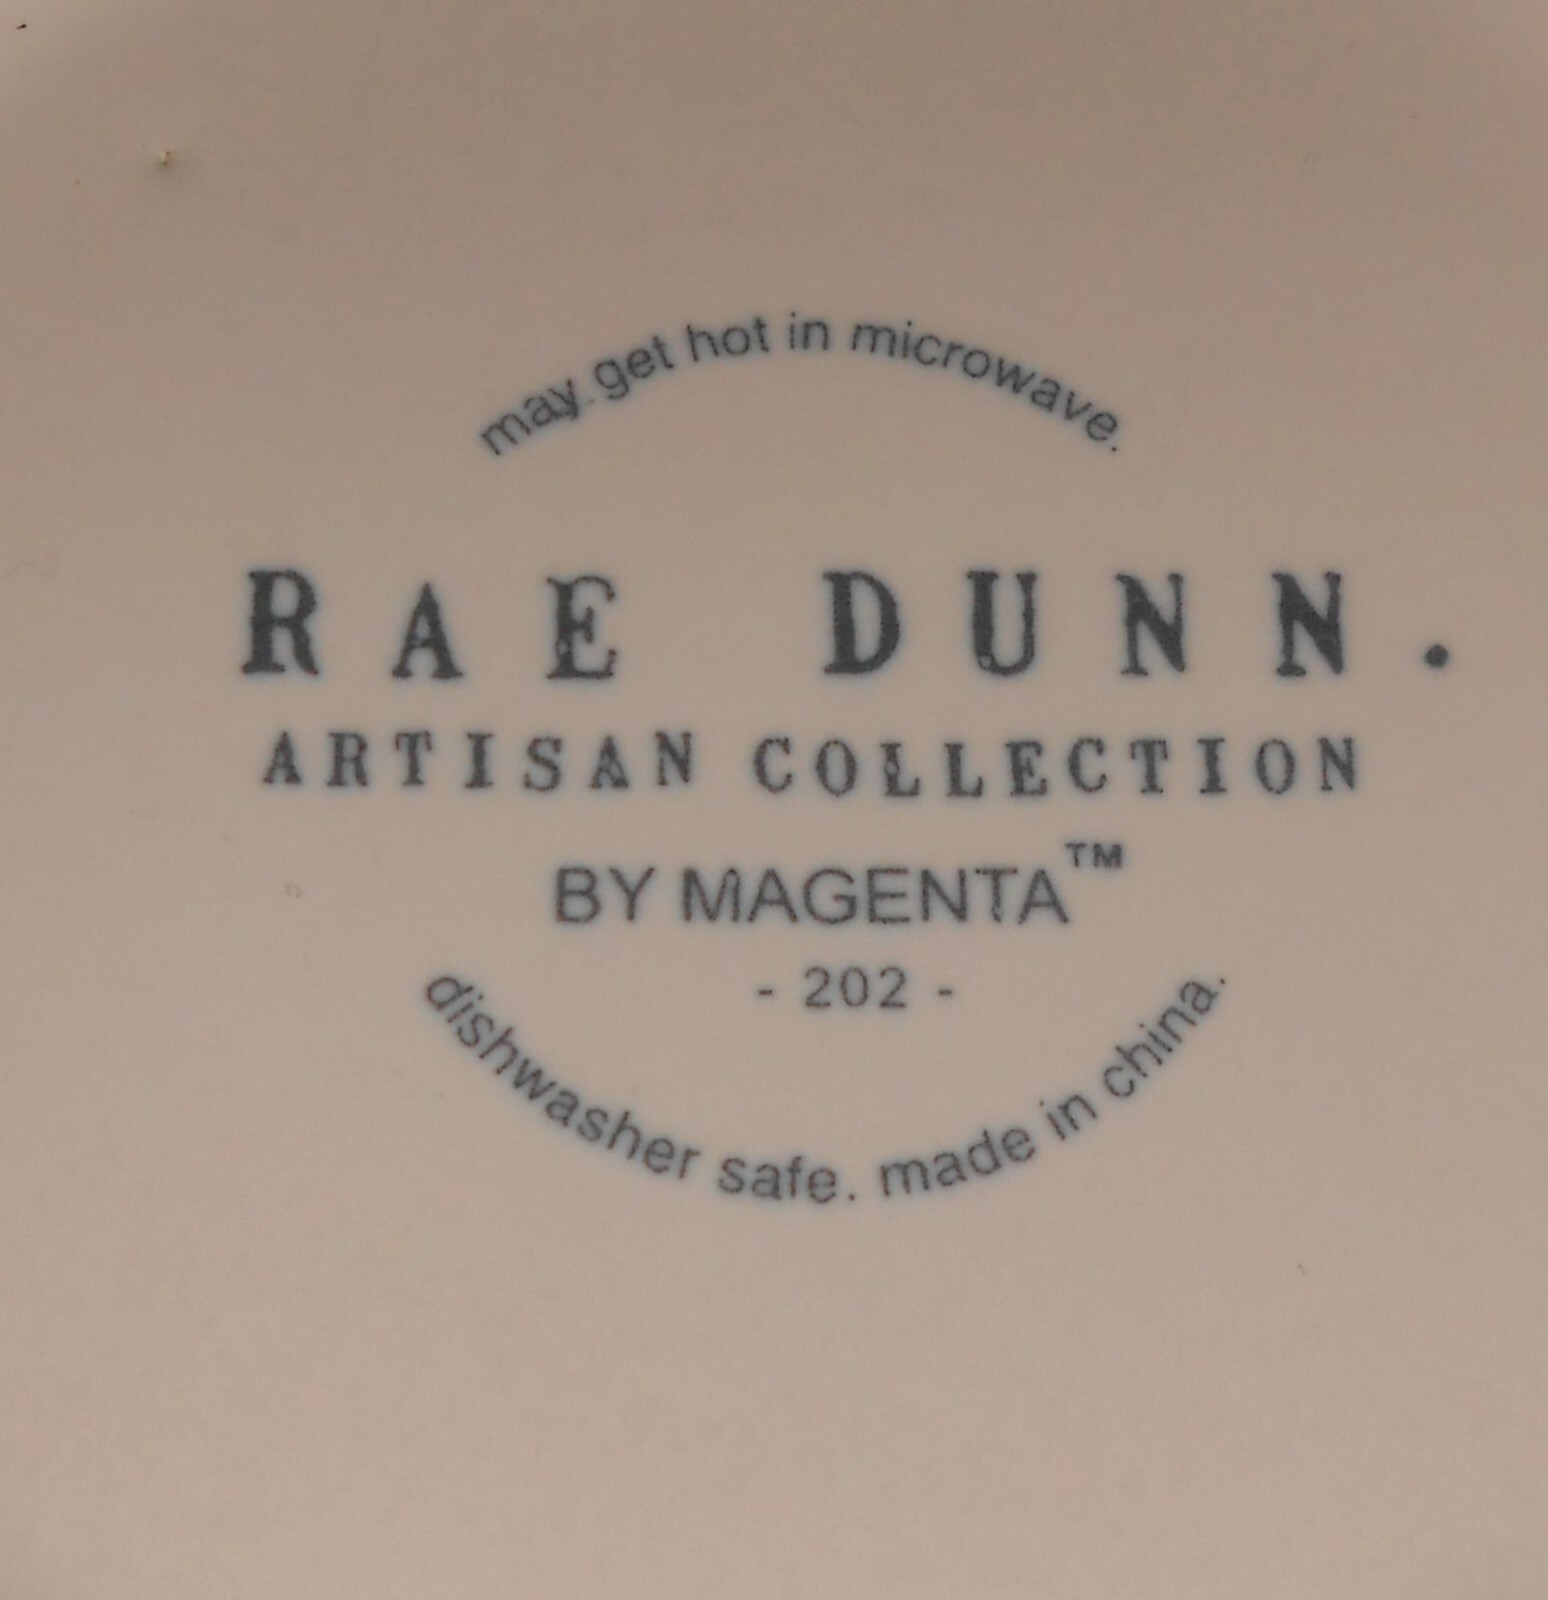 may get hot in microwave.
RAE DUNN.
ARTISAN COLLECTION
BY MAGENTA™
- 202 -
dishwasher safe. made in china.